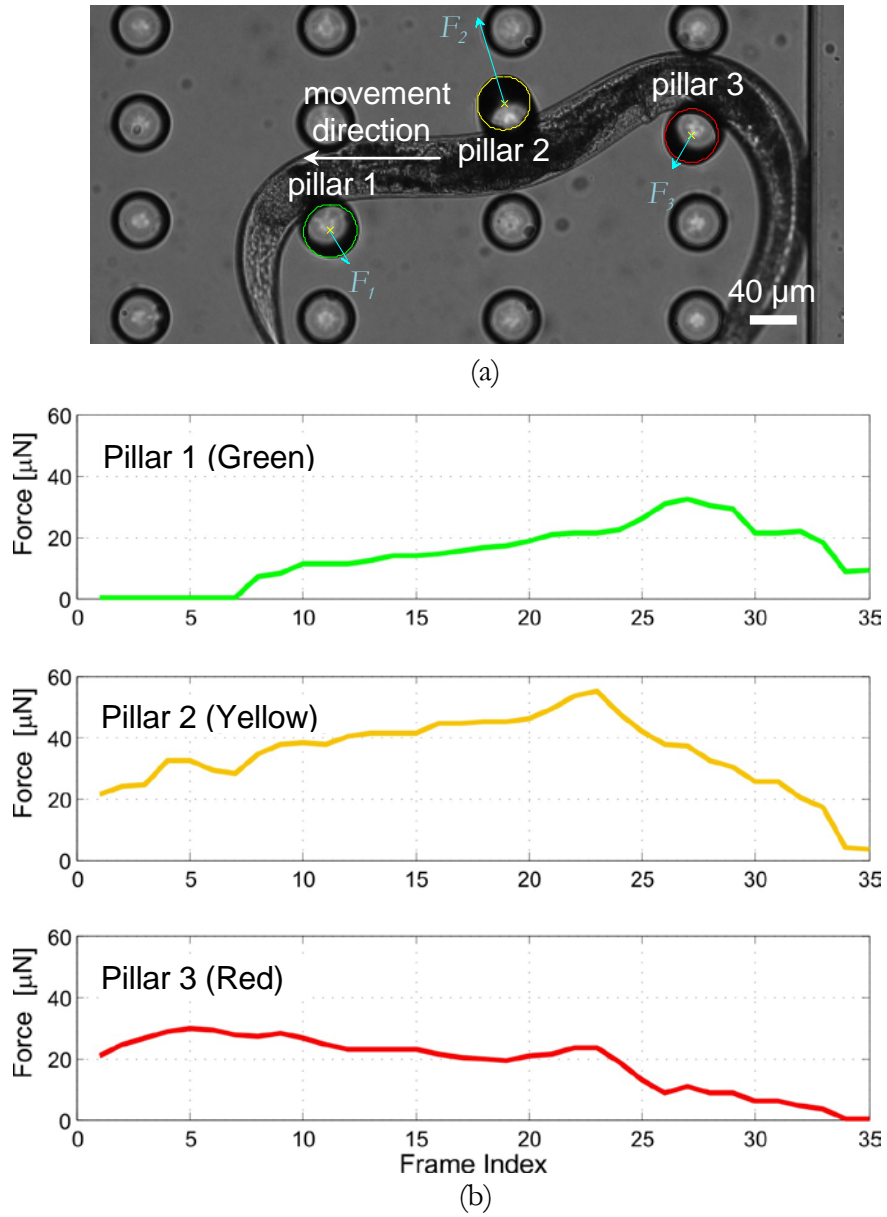 F2
movement
direction
pillar 3
pillar 2
pillar 1
F3
F1
40 µm
(a)
60
40
20
0
Force [µN]
Pillar 1 (Green)
0 5 10 15 20 25 30 35
60
40
20
0
Force [µN]
Pillar 2 (Yellow)
0 5 10 15 20 25 30 35
60
40
20
0
Force [µN]
Pillar 3 (Red)
0 5 10 15 20 25 30 35
Frame Index
(b)